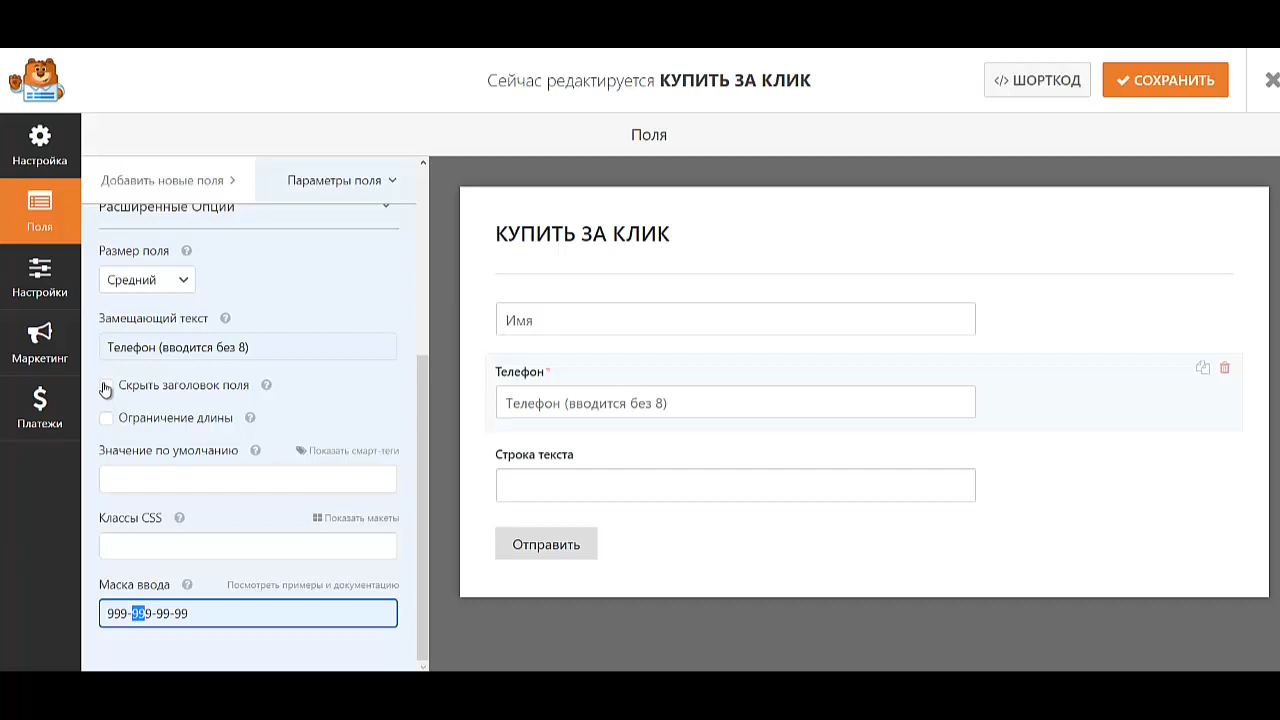 Сейчас редактируется КУПИТЬ ЗА КЛИК
</> ШОРТКОД
СОХРАНИТЬ
Поля
Настройка
Поля
Настройки
Маркетинг
Платежи
Добавить новые поля
Параметры поля
Расширенные Опции
Размер поля
Средний
Замещающий текст
Телефон (вводится без 8)
Скрыть заголовок поля
Ограничение длины
Значение по умолчанию
Показать смарт-теги
Классы CSS
Показать макеты
Маска ввода
Посмотреть примеры и документацию
999-999-99-99
КУПИТЬ ЗА КЛИК
Имя
Телефон*
Телефон (вводится без 8)
Строка текста
Отправить